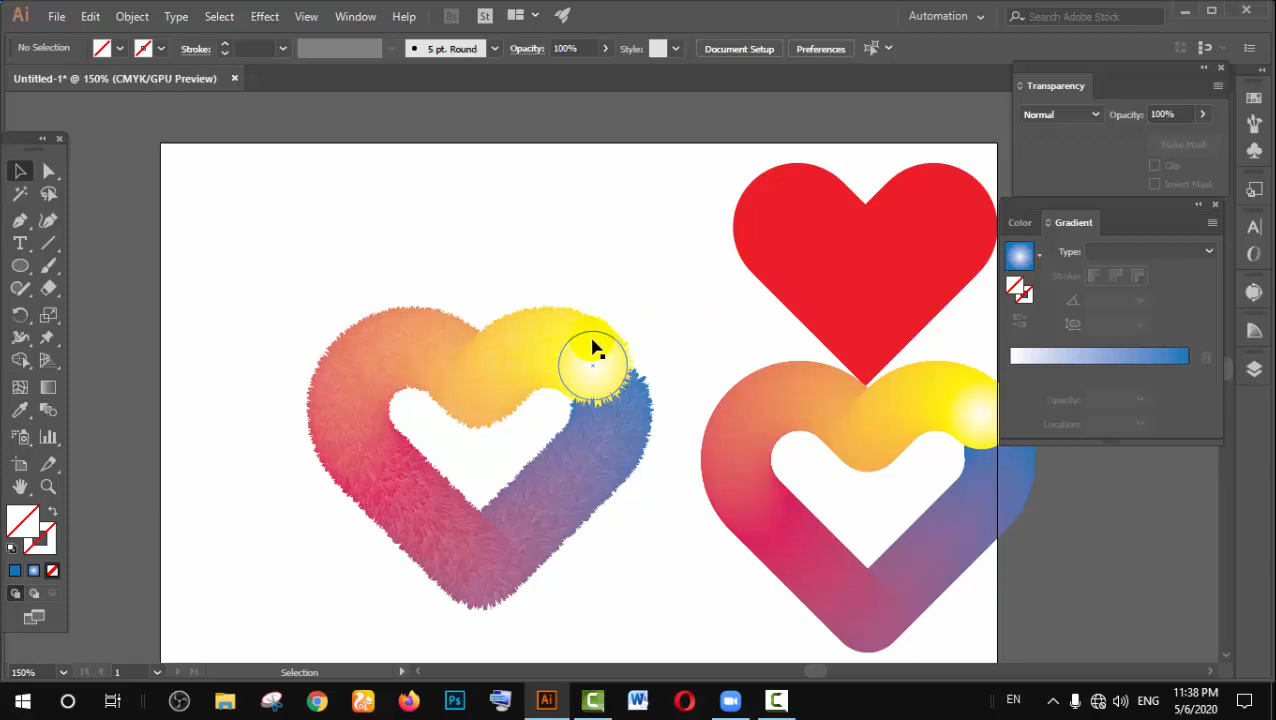 Ai File Edit Object Type Select Effect View Window Help Br St Automation Search Adobe Stock
No Selection Stroke: 5 pt. Round Opacity: 100% Style: Document Setup Preferences
Untitled-1* @ 150% (CMYK/GPU Preview)
Transparency
Normal Opacity: 100%
Make Mask
Clip
Invert Mask
Color Gradient
Type:
Stroke:
Opacity:
Location:
150% 1 Selection
Ps Ai W EN 11:38 PM
5/6/2020